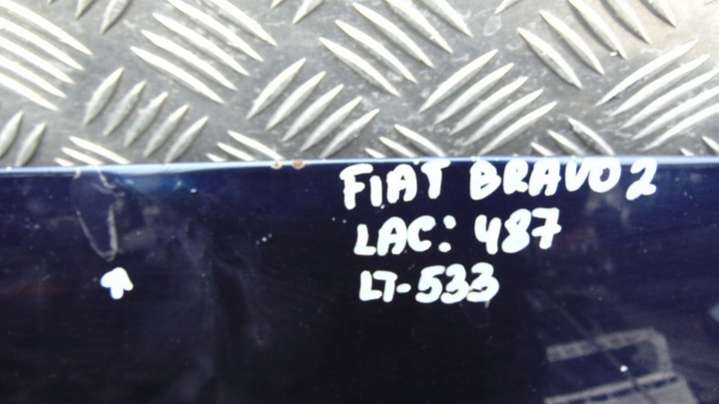 FIAT BRAVO 2
LAC: 487
LT-533